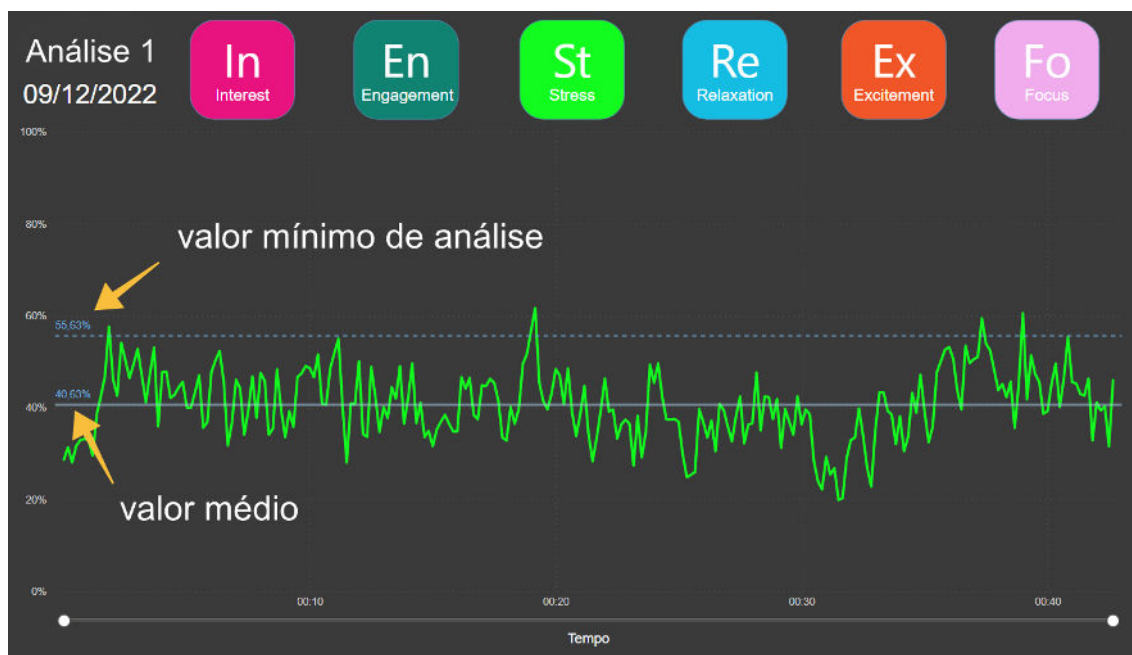 Análise 1
09/12/2022
In
Interest
En
Engagement
St
Stress
Re
Relaxation
Ex
Excitement
Fo
Focus
100%
80%
valor mínimo de análise
60%
55,63%
40,63%
40%
20%
valor médio
0%
00:10
00:20
00:30
00:40
Tempo